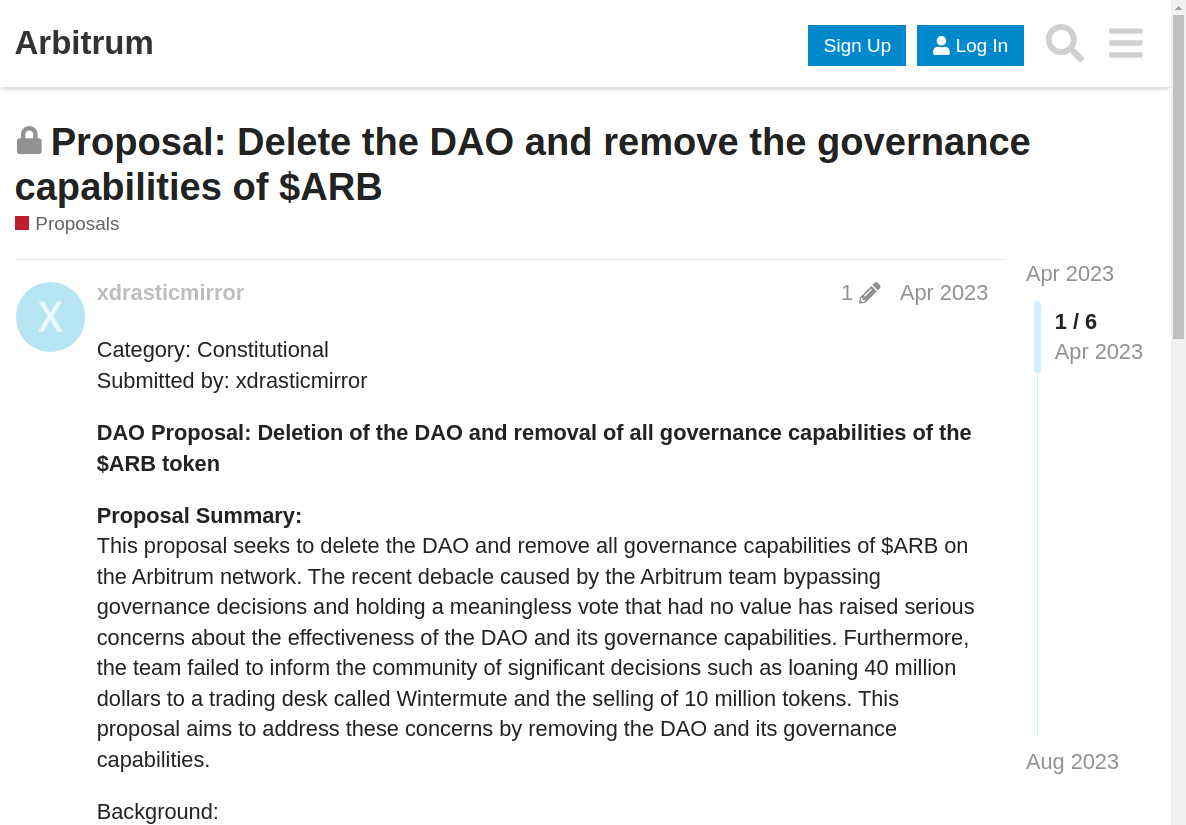 Arbitrum
Sign Up
Log In
Proposal: Delete the DAO and remove the governance
capabilities of $ARB
Proposals
X
xdrasticmirror
1
Apr 2023
Category: Constitutional
Submitted by: xdrasticmirror
DAO Proposal: Deletion of the DAO and removal of all governance capabilities of the
$ARB token
Proposal Summary:
This proposal seeks to delete the DAO and remove all governance capabilities of $ARB on
the Arbitrum network. The recent debacle caused by the Arbitrum team bypassing
governance decisions and holding a meaningless vote that had no value has raised serious
concerns about the effectiveness of the DAO and its governance capabilities. Furthermore,
the team failed to inform the community of significant decisions such as loaning 40 million
dollars to a trading desk called Wintermute and the selling of 10 million tokens. This
proposal aims to address these concerns by removing the DAO and its governance
capabilities.
Background:
Apr 2023
1 / 6
Apr 2023
Aug 2023